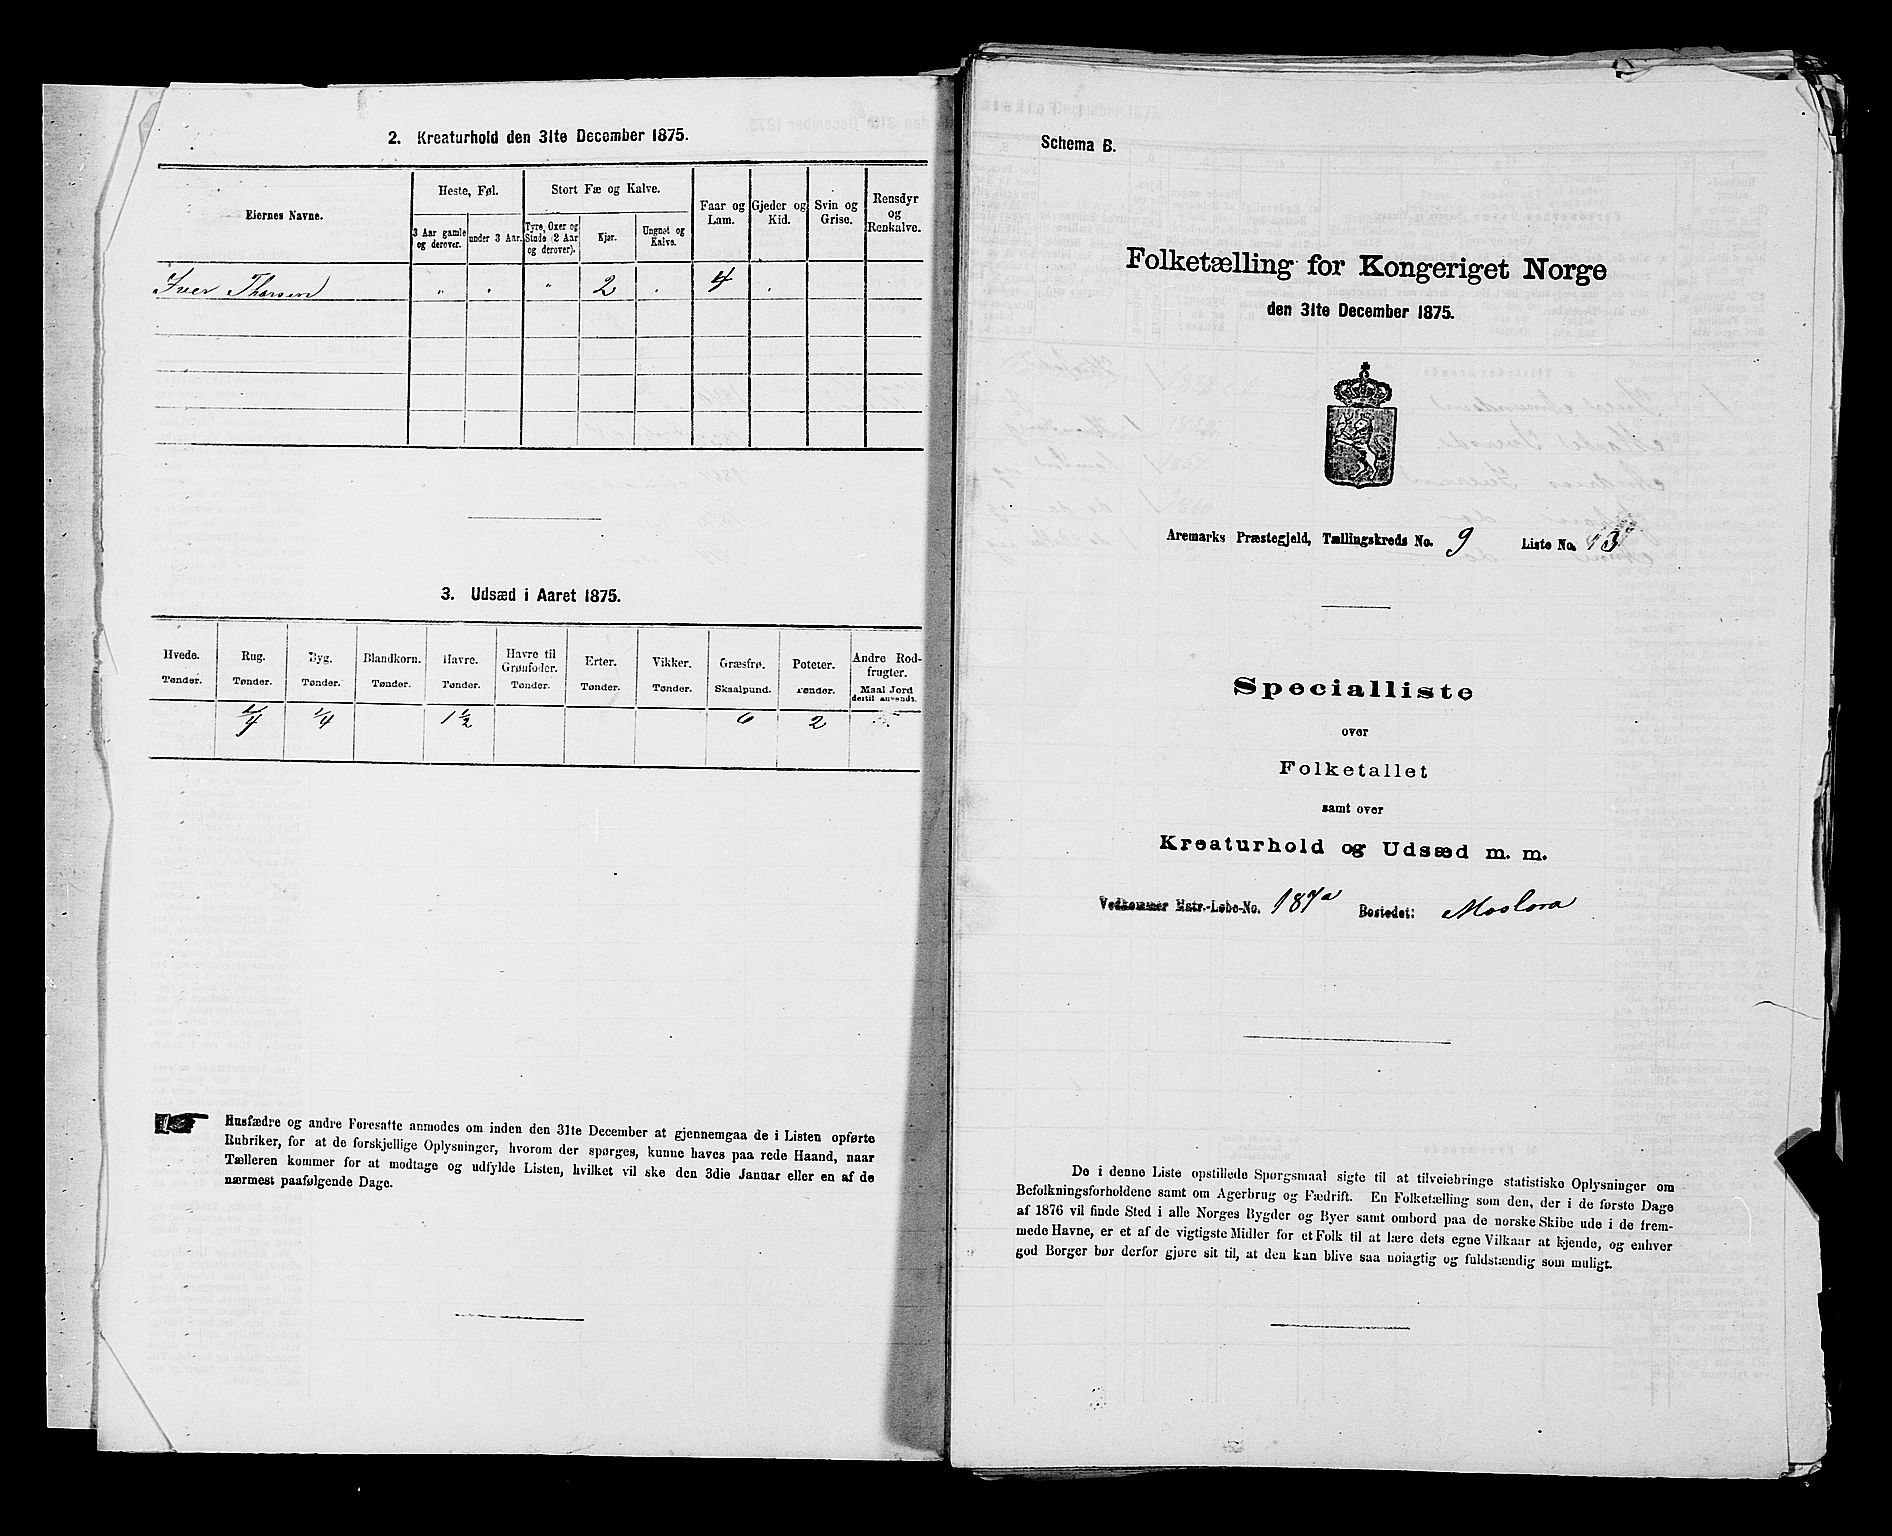 2. Kreaturhold den 31te December 1875.
Eiernes Navne.
Heste, Føl.
Stort Fæ og Kalve.
Faar og Lam.
Gjeder og Kid.
Svin og Grise.
Rensdyr og Renkalve.
3 Aar gamle og derover.
under 3 Aar.
Tyre, Oxer og Stude (2 Aar og derover).
Kjør.
Ungnøt og Kalve.
Iver Thorsen " " " 2 . 4 .
3. Udsæd i Aaret 1875.
Hvede. Rug. Byg. Blandkorn. Havre. Havre til Grønfoder. Erter. Vikker. Græsfrø. Poteter. Andre Rodfrugter.
Tønder. Tønder. Tønder. Tønder. Tønder. Tønder. Tønder. Tønder. Skaalpund. Tønder. Maal Jord dertil anvendt.
1/4 1/4 1 1/2 6 2
Husfædre og andre Foresatte anmodes om inden den 31te December at gjennemgaa de i Listen opførte
Rubriker, for at de forskjellige Oplysninger, hvorom der spørges, kunne haves paa rede Haand, naar
Tælleren kommer for at modtage og udfylde Listen, hvilket vil ske den 3die Januar eller en af de
nærmest paafølgende Dage.
Schema B.
Folketælling for Kongeriget Norge
den 31te December 1875.
Aremarks Præstegjeld, Tællingskreds No. 9 Liste No. 13
Specialliste
over
Folketallet
samt over
Kreaturhold og Udsæd m. m.
Vedkommer Matr.-Løbe-No. 187a Bostedet: Moslora
De i denne Liste opstillede Spørgsmaal sigte til at tilveiebringe statistiske Oplysninger om
Befolkningsforholdene samt om Agerbrug og Fædrift. En Folketælling som den, der i de første Dage
af 1876 vil finde Sted i alle Norges Bygder og Byer samt ombord paa de norske Skibe ude i de frem-
mede Havne, er et af de vigtigste Midler for et Folk til at lære dets egne Vilkaar at kjende, og enhver
god Borger bør derfor gjøre sit til, at den kan blive saa nøiagtig og fuldstændig som muligt.